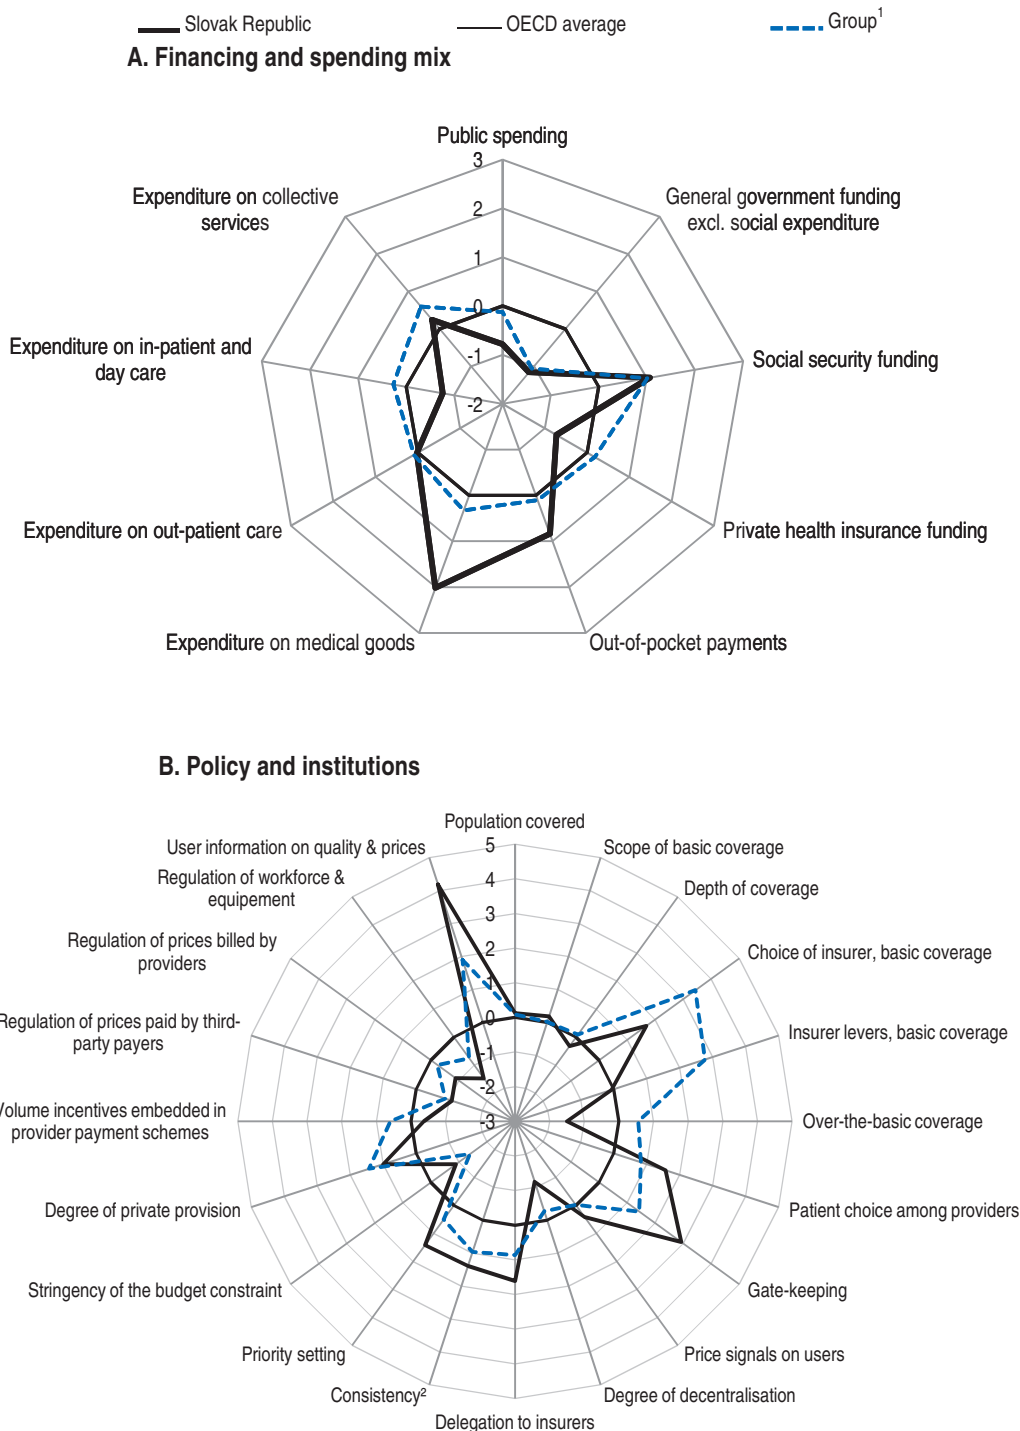 Slovak Republic
OECD average
Group¹
A. Financing and spending mix
Public spending
3
2
1
0
-1
-2
General government funding
excl. social expenditure
Social security funding
Private health insurance funding
Out-of-pocket payments
Expenditure on medical goods
Expenditure on out-patient care
Expenditure on in-patient and
day care
Expenditure on collective
services
B. Policy and institutions
Population covered
5
4
3
2
1
0
-1
-2
-3
Scope of basic coverage
Depth of coverage
Choice of insurer, basic coverage
Insurer levers, basic coverage
Over-the-basic coverage
Patient choice among providers
Gate-keeping
Price signals on users
Degree of decentralisation
Delegation to insurers
Consistency²
Priority setting
Stringency of the budget constraint
Degree of private provision
Volume incentives embedded in
provider payment schemes
Regulation of prices paid by third-
party payers
Regulation of prices billed by
providers
Regulation of workforce &
equipement
User information on quality & prices